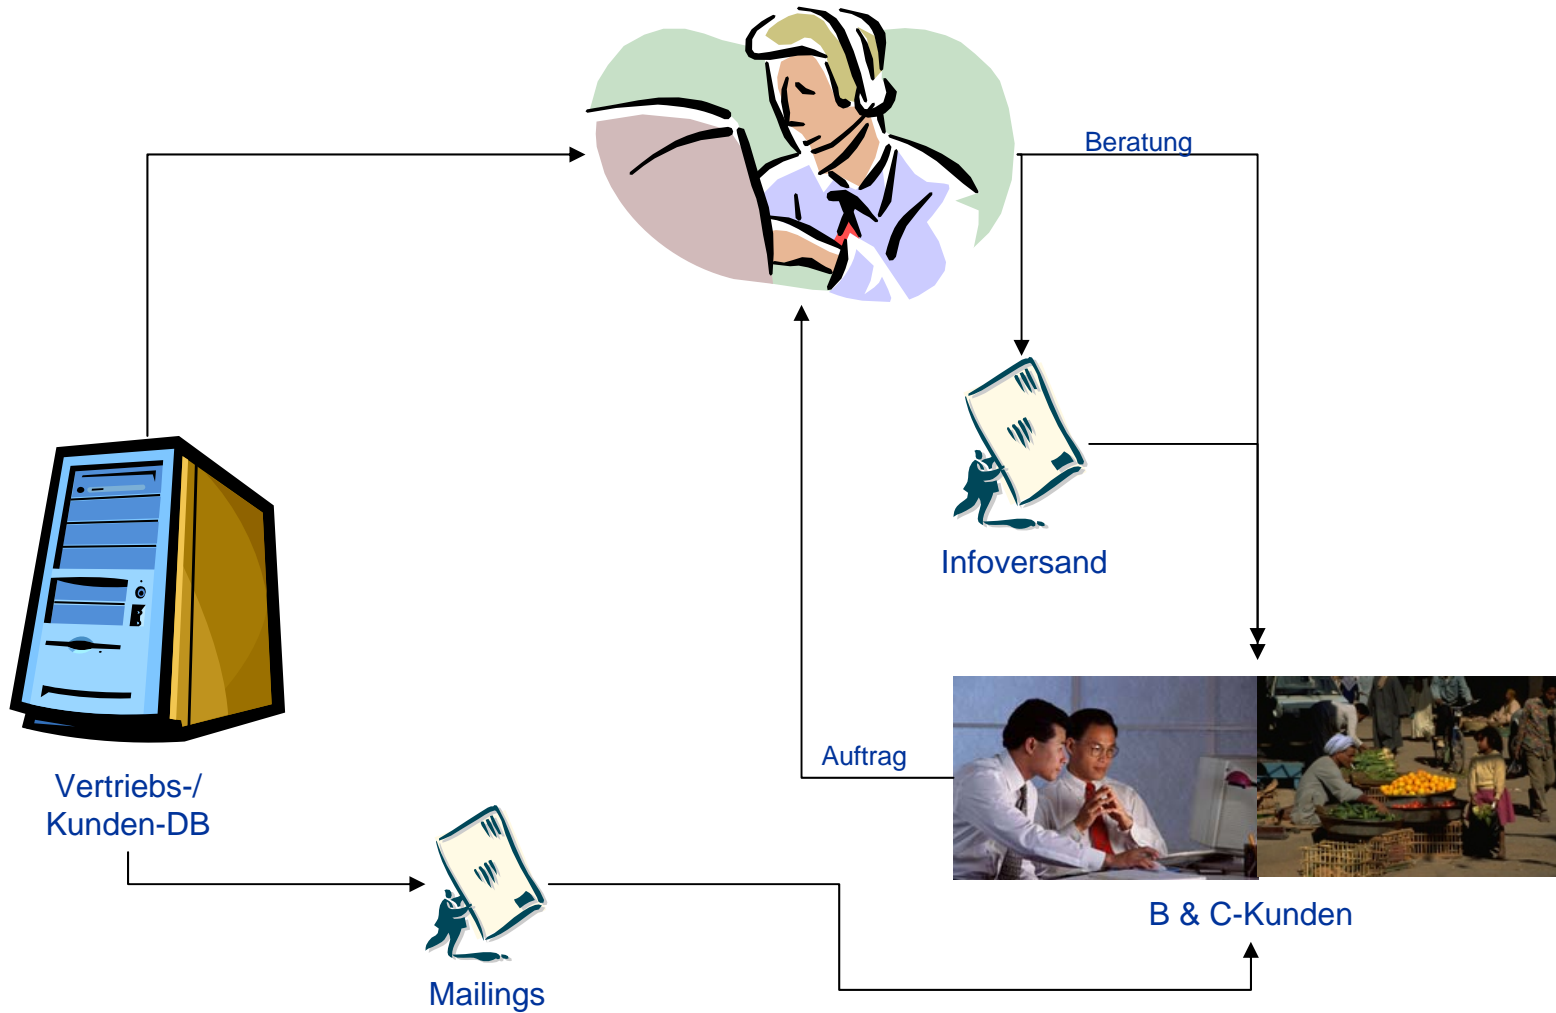 Beratung
Infoversand
Auftrag
Vertriebs-/
Kunden-DB
B & C-Kunden
Mailings